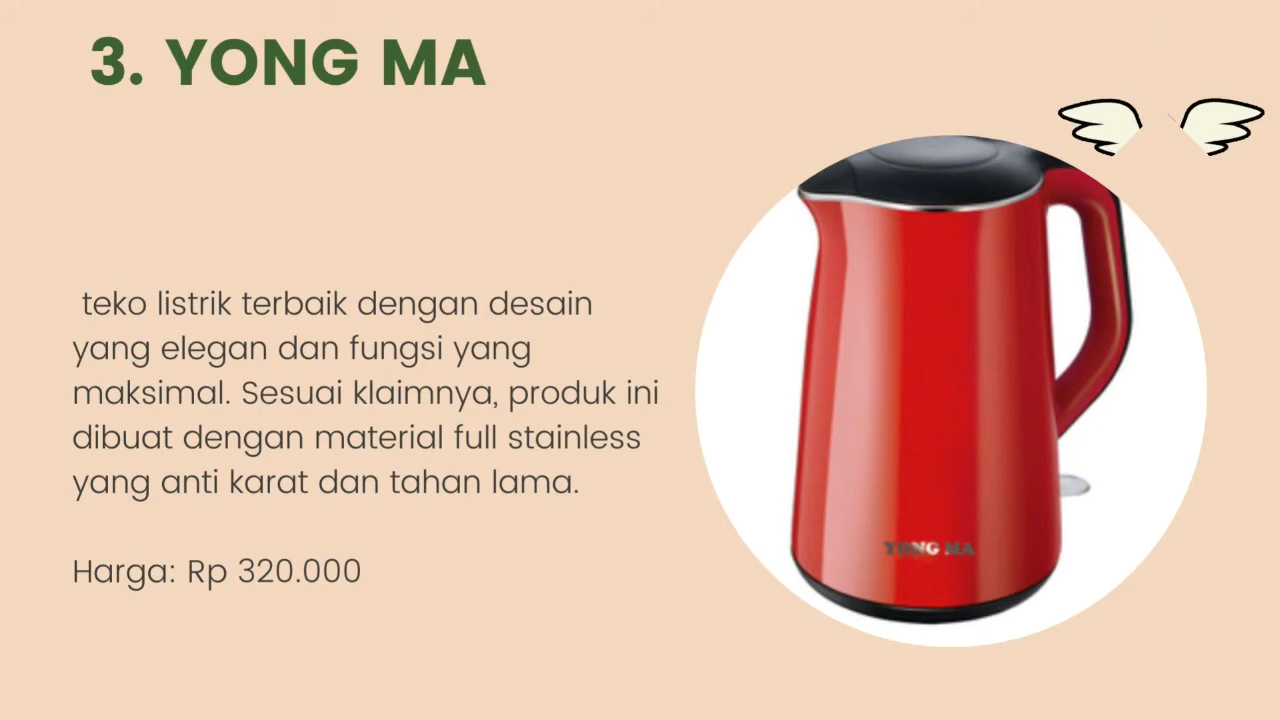 3. YONG MA
teko listrik terbaik dengan desain
yang elegan dan fungsi yang
maksimal. Sesuai klaimnya, produk ini
dibuat dengan material full stainless
yang anti karat dan tahan lama.
Harga: Rp 320.000
YONG MA